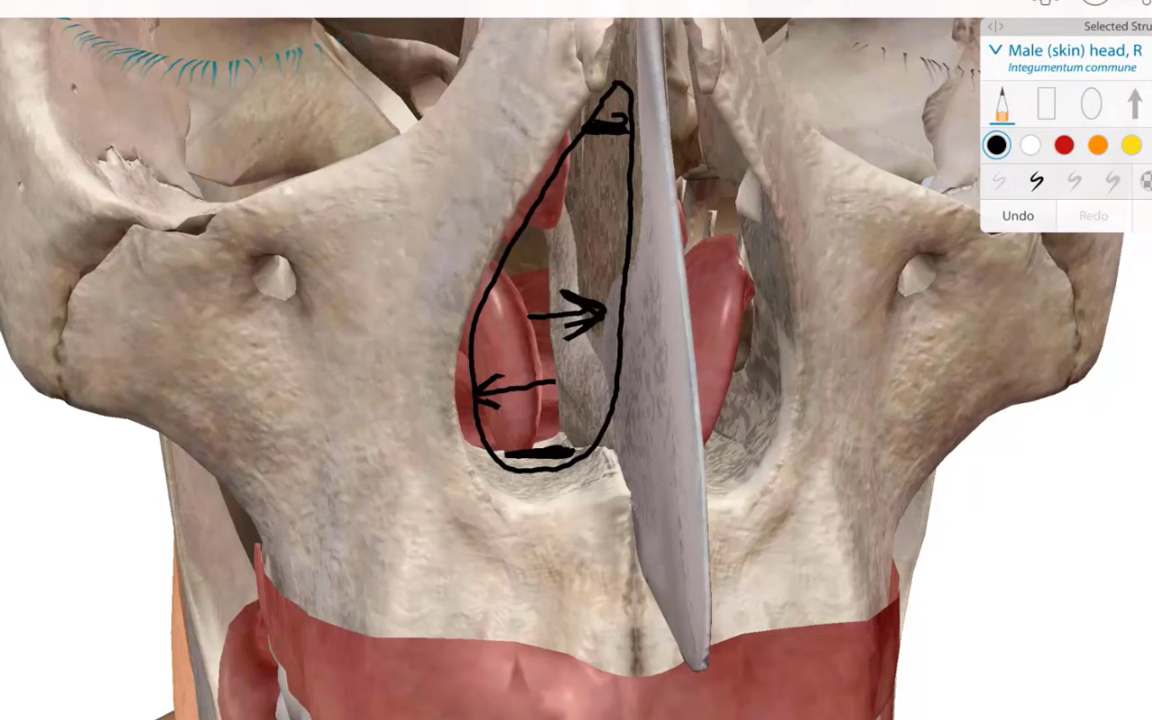 Selected Stru
Male (skin) head, R
Integumentum commune
Undo
Redo